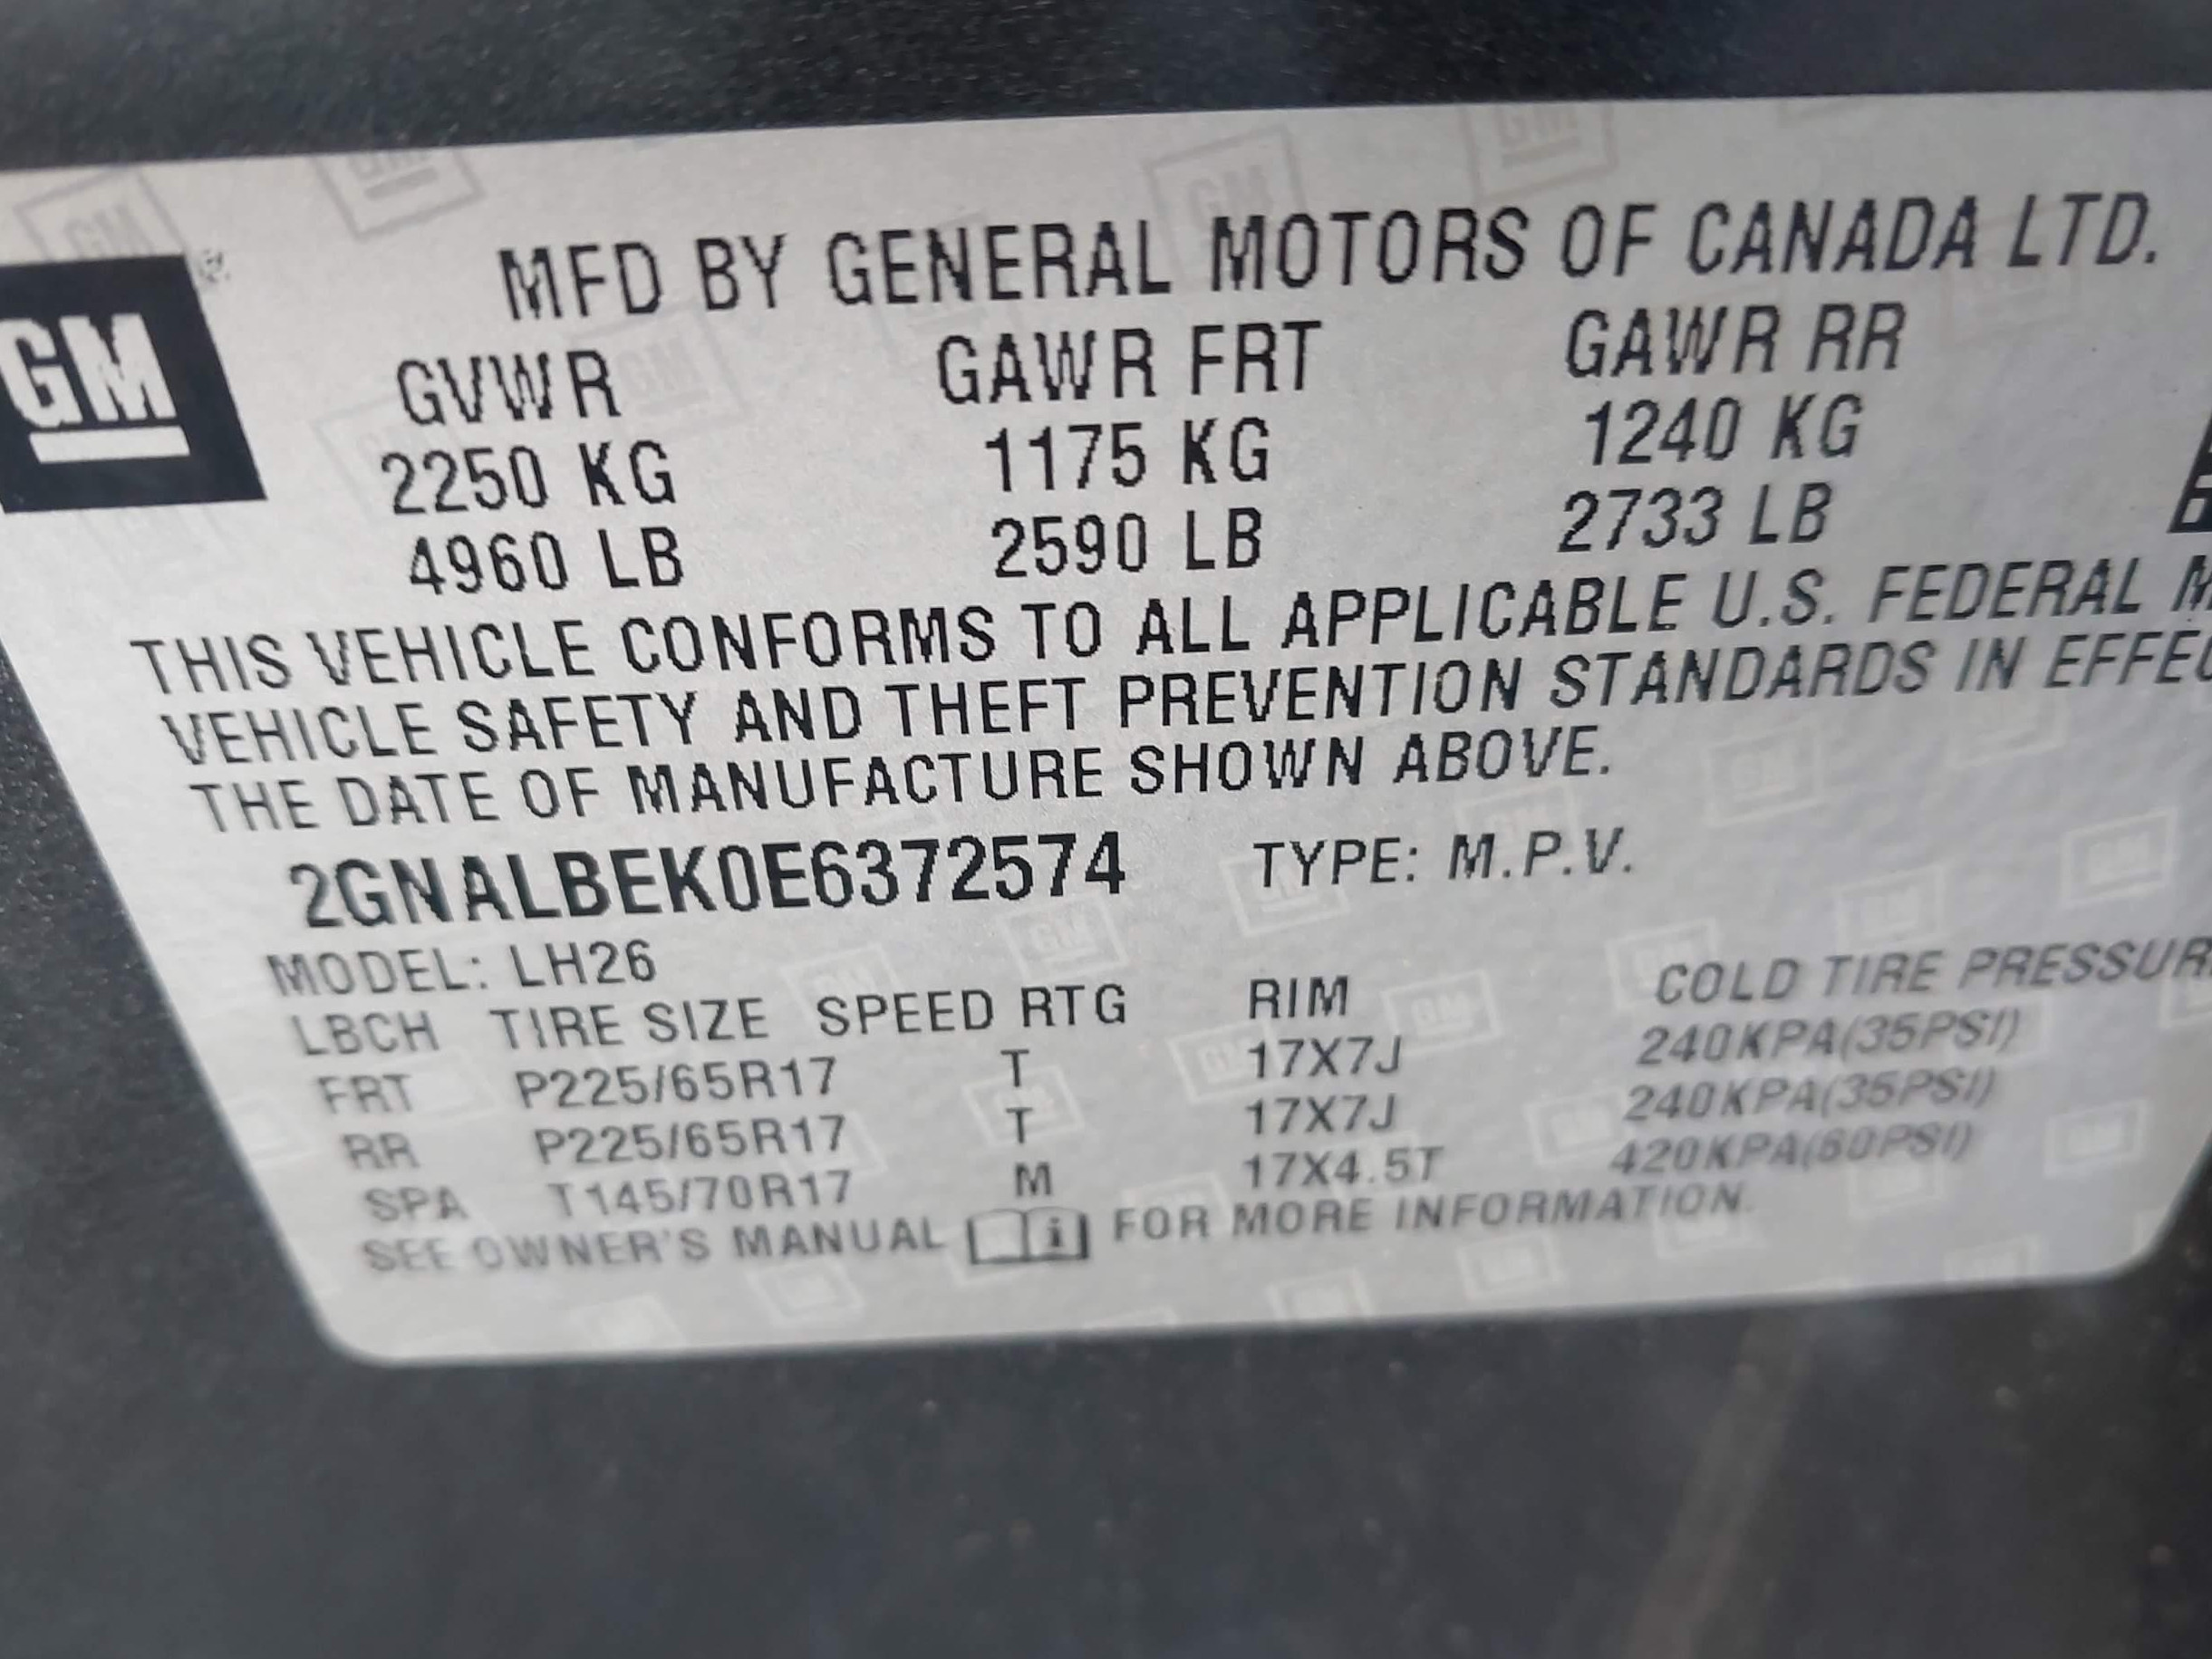 GM
MFD BY GENERAL MOTORS OF CANADA LTD.
GVWR GAWR FRT GAWR RR
2250 KG 1175 KG 1240 KG
4960 LB 2590 LB 2733 LB
THIS VEHICLE CONFORMS TO ALL APPLICABLE U.S. FEDERAL M
VEHICLE SAFETY AND THEFT PREVENTION STANDARDS IN EFFEC
THE DATE OF MANUFACTURE SHOWN ABOVE.
2GNALBEK0E6372574 TYPE: M.P.V.
MODEL: LH26
LBCH TIRE SIZE SPEED RTG RIM COLD TIRE PRESSUR
FRT P225/65R17 T 17X7J 240KPA(35PSI)
RR P225/65R17 T 17X7J 240KPA(35PSI)
SPA T145/70R17 M 17X4.5T 420KPA(60PSI)
SEE OWNER'S MANUAL FOR MORE INFORMATION.